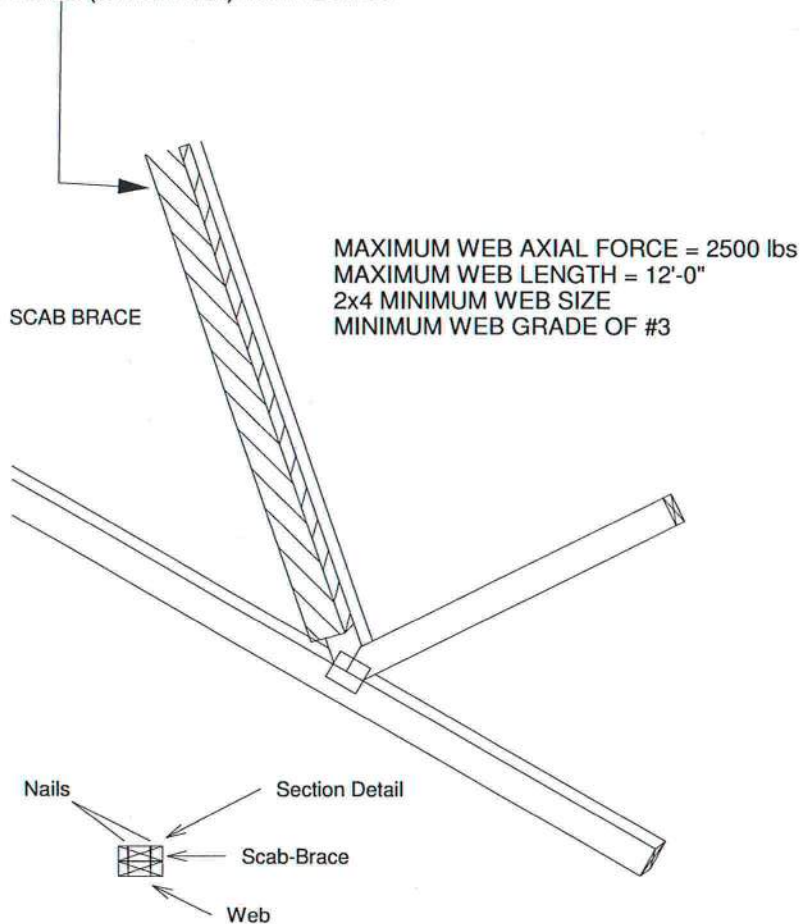 MAXIMUM WEB AXIAL FORCE = 2500 lbs
MAXIMUM WEB LENGTH = 12'-0"
2x4 MINIMUM WEB SIZE
MINIMUM WEB GRADE OF #3
SCAB BRACE
Nails
Section Detail
Scab-Brace
Web